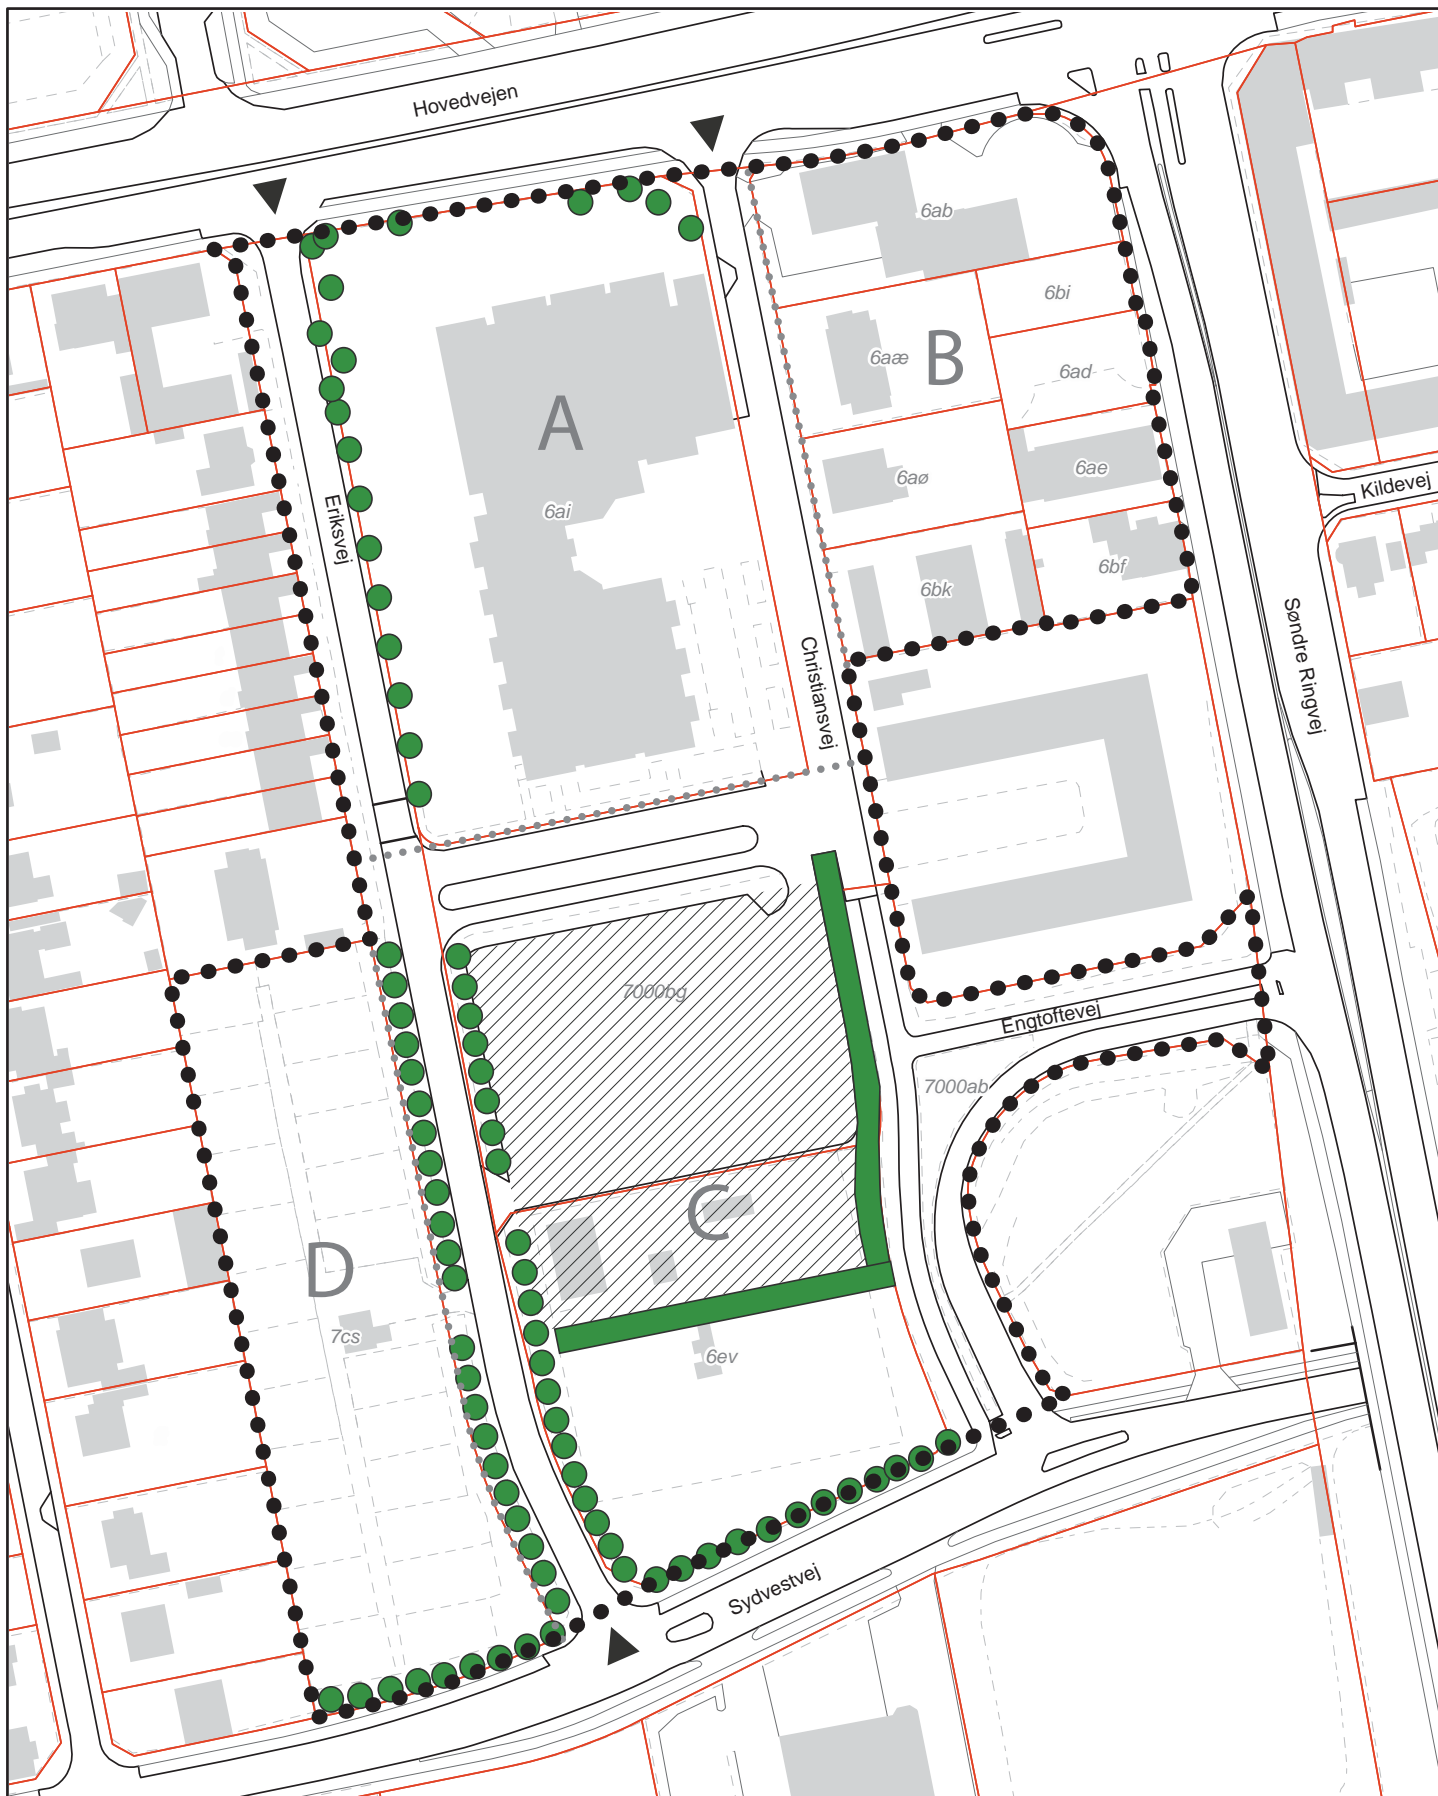 Hovedvejen
6ab
6bi
6aæ
B
6ad
A
6aø
6ae
Kildevej
6ai
Eriksvej
6bf
6bk
Christiansvej
Søndre Ringvej
7000bg
Engtoftevej
7000ab
C
D
7cs
6ev
Sydvestvej